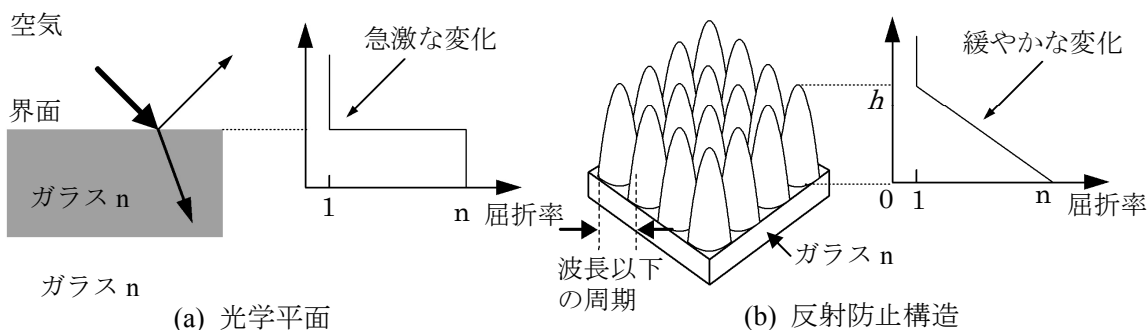 空気
界面
ガラス n
ガラス n
急激な変化
1
n
屈折率
(a) 光学平面
波長以下
の周期
ガラス n
h
0
1
n
屈折率
緩やかな変化
(b) 反射防止構造